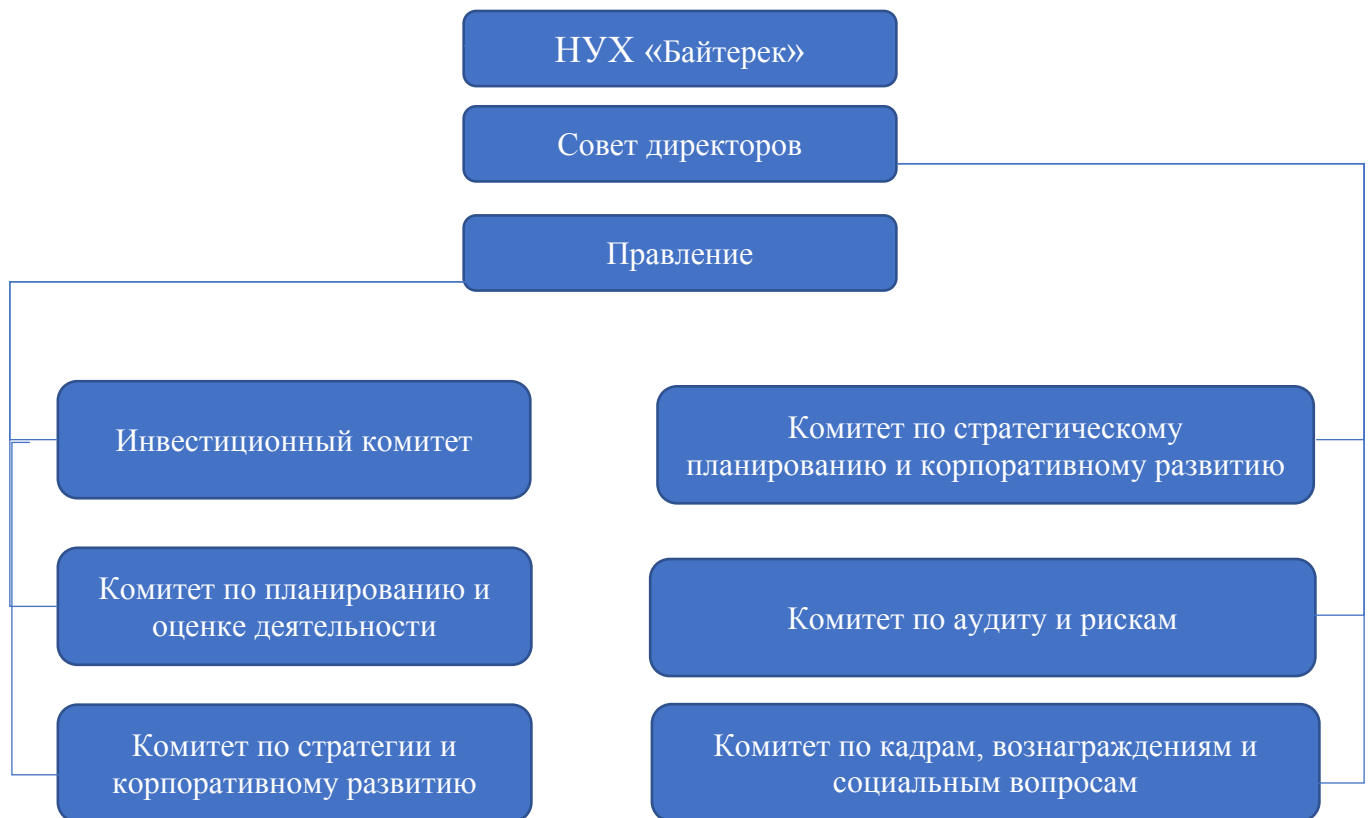 НУХ «Байтерек»
Совет директоров
Правление
Инвестиционный комитет
Комитет по планированию и
оценке деятельности
Комитет по стратегии и
корпоративному развитию
Комитет по стратегическому
планированию и корпоративному развитию
Комитет по аудиту и рискам
Комитет по кадрам, вознаграждениям и
социальным вопросам